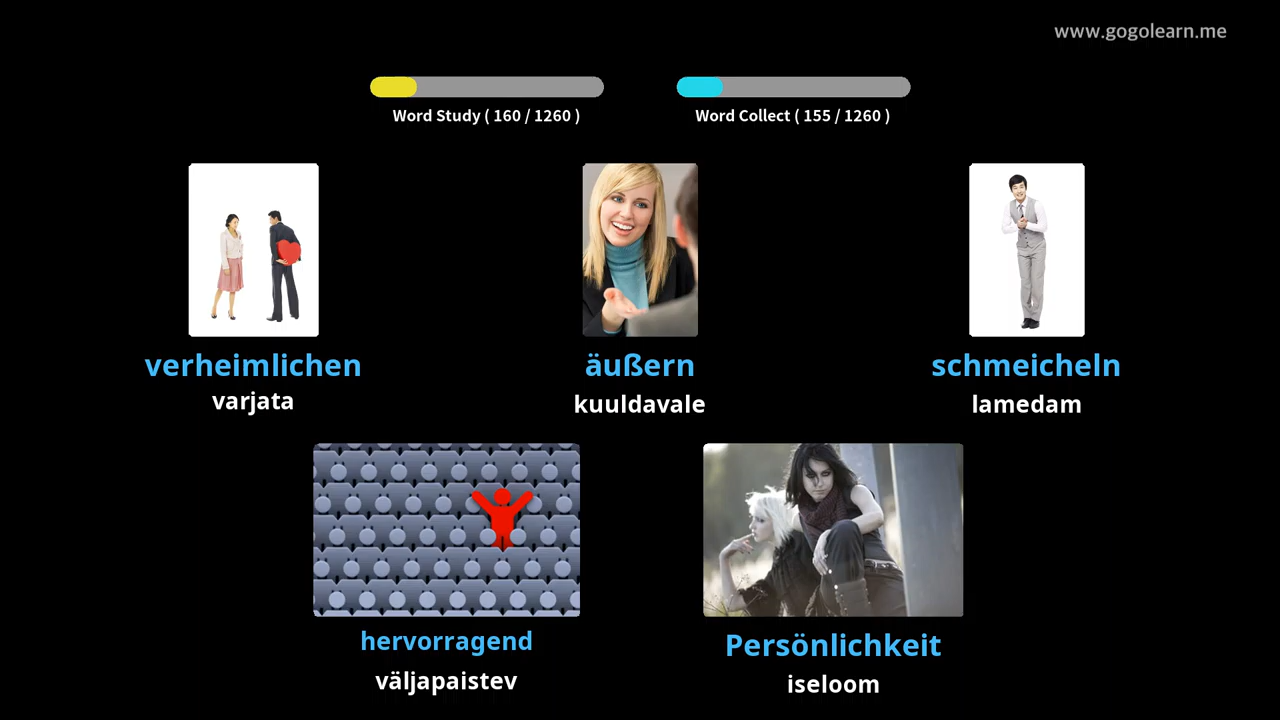 www.gogolearn.me
Word Study ( 160 / 1260 )
Word Collect ( 155 / 1260 )
verheimlichen
varjata
äußern
kuuldavale
schmeicheln
lamedam
hervorragend
väljapaistev
Persönlichkeit
iseloom